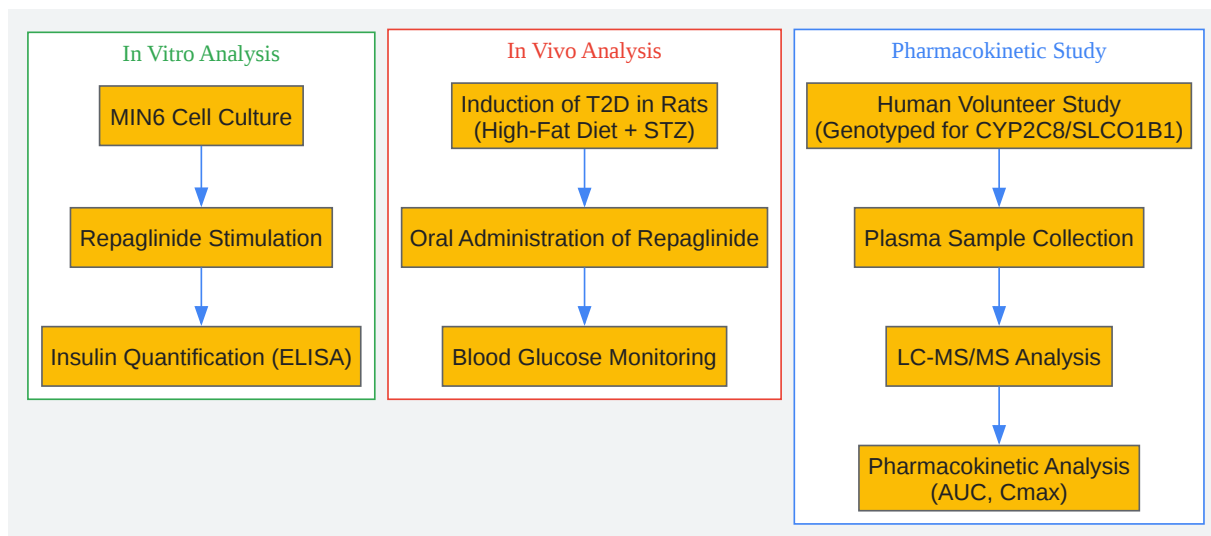 In Vitro Analysis
MIN6 Cell Culture
Repaglinide Stimulation
Insulin Quantification (ELISA)
In Vivo Analysis
Induction of T2D in Rats
(High-Fat Diet + STZ)
Oral Administration of Repaglinide
Blood Glucose Monitoring
Pharmacokinetic Study
Human Volunteer Study
(Genotyped for CYP2C8/SLCO1B1)
Plasma Sample Collection
LC-MS/MS Analysis
Pharmacokinetic Analysis
(AUC, Cmax)